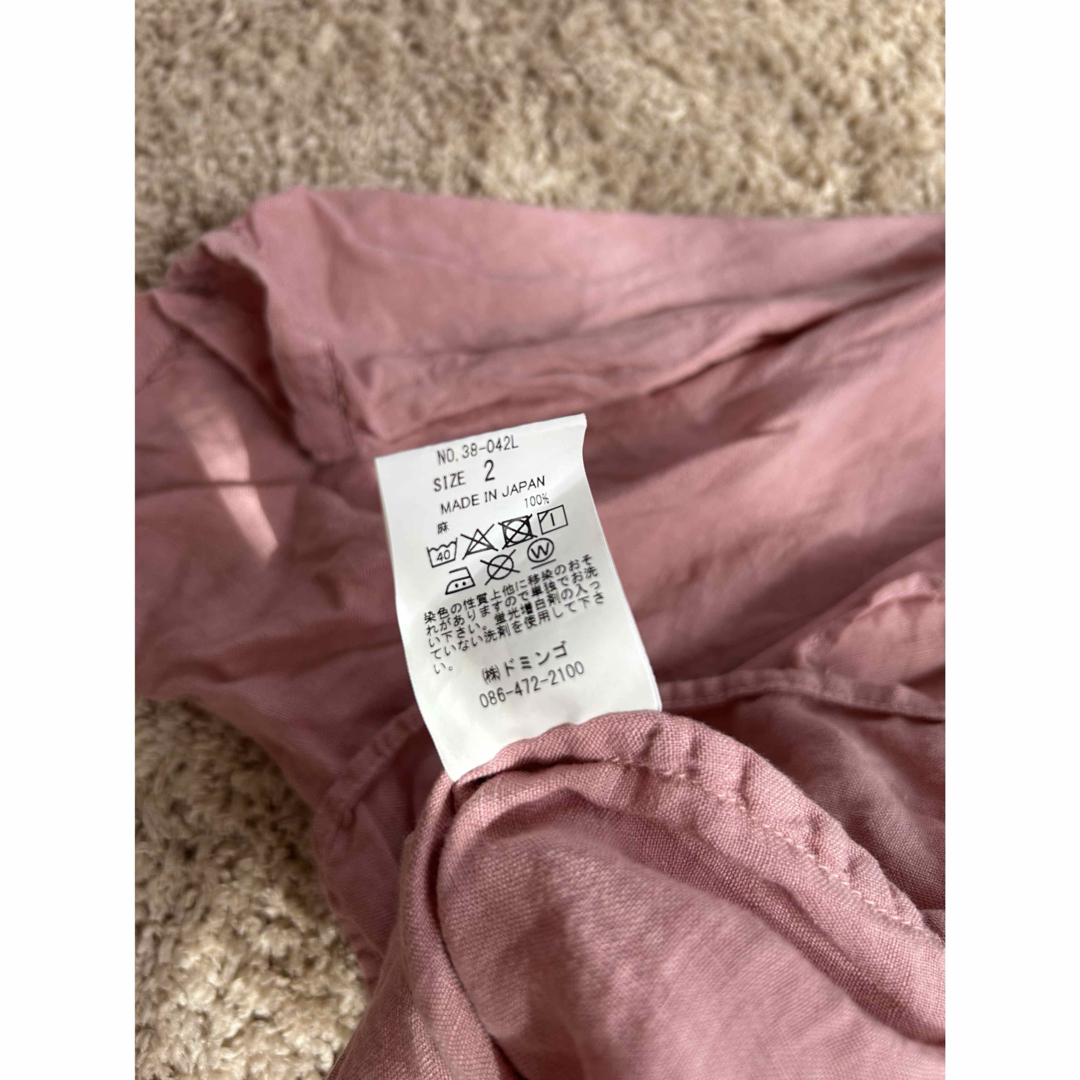 NO.38-042L
SIZE 2
MADE IN JAPAN
麻 100%
40
W
染色の性質上他に移染のおそ
れがありますので単独でお洗
い下さい。蛍光増白剤の入っ
ていない洗剤を使用して下さ
い。
㈱ドミンゴ
086-472-2100